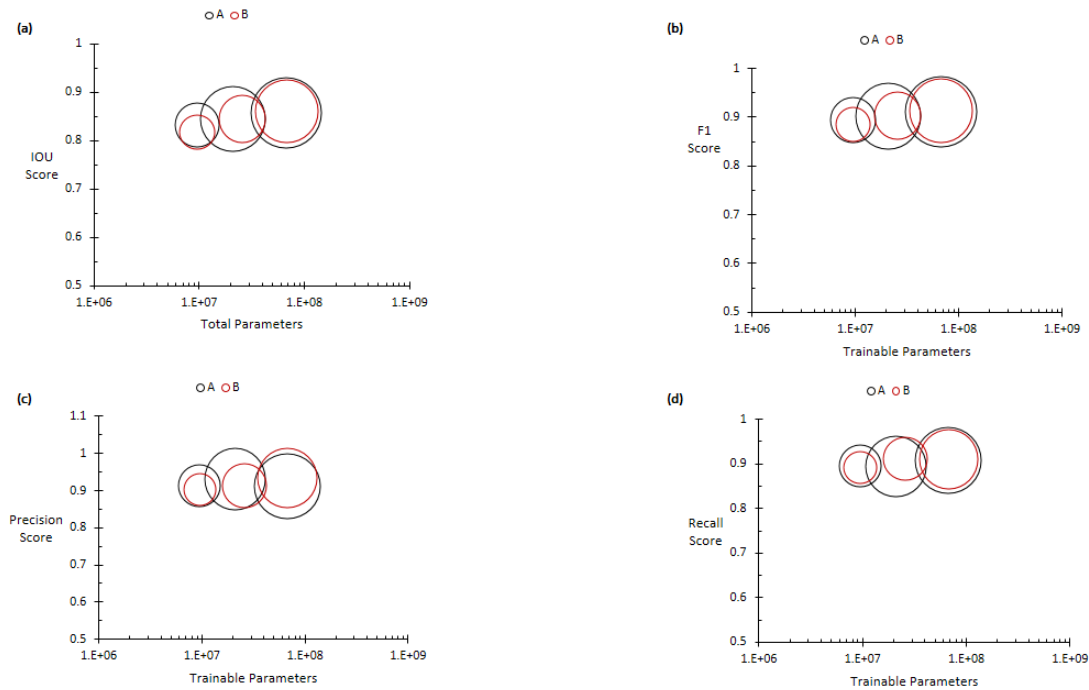 (a)
A B
1
0.9
0.8
IOU
Score
0.7
0.6
0.5
1.E+06 1.E+07 1.E+08 1.E+09
Total Parameters
(b)
A B
1
0.9
F1
Score
0.8
0.7
0.6
0.5
1.E+06 1.E+07 1.E+08 1.E+09
Trainable Parameters
(c)
A B
1.1
1
0.9
Precision
Score
0.8
0.7
0.6
0.5
1.E+06 1.E+07 1.E+08 1.E+09
Trainable Parameters
(d)
A B
1
0.9
0.8
Recall
Score
0.7
0.6
0.5
1.E+06 1.E+07 1.E+08 1.E+09
Trainable Parameters